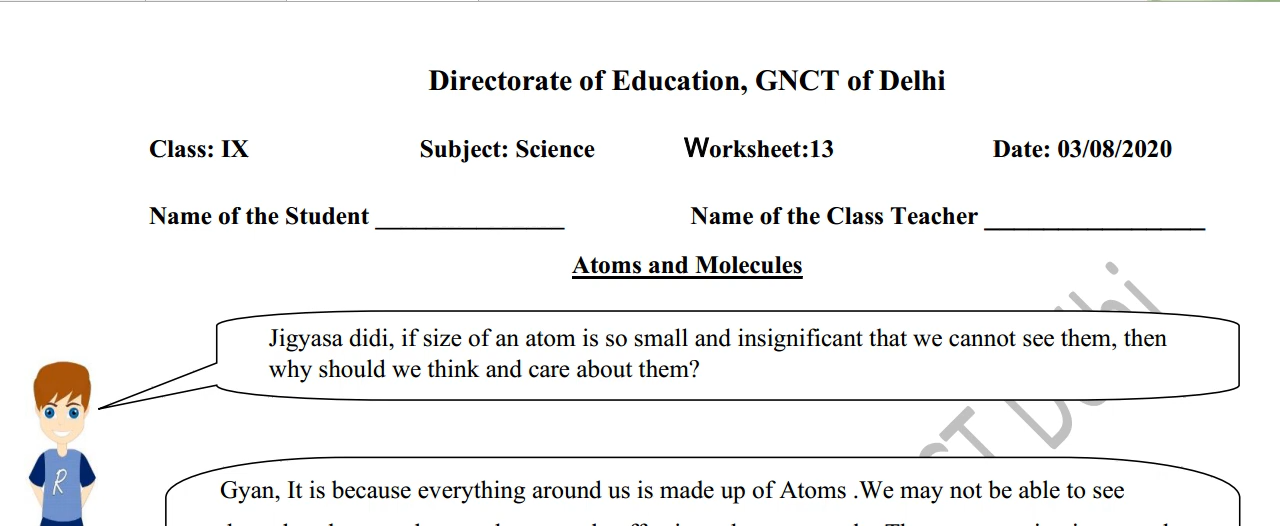 Directorate of Education, GNCT of Delhi
Class: IX Subject: Science Worksheet:13 Date: 03/08/2020
Name of the Student _______________ Name of the Class Teacher _________________
Atoms and Molecules
Jigyasa didi, if size of an atom is so small and insignificant that we cannot see them, then
why should we think and care about them?
R
Gyan, It is because everything around us is made up of Atoms .We may not be able to see